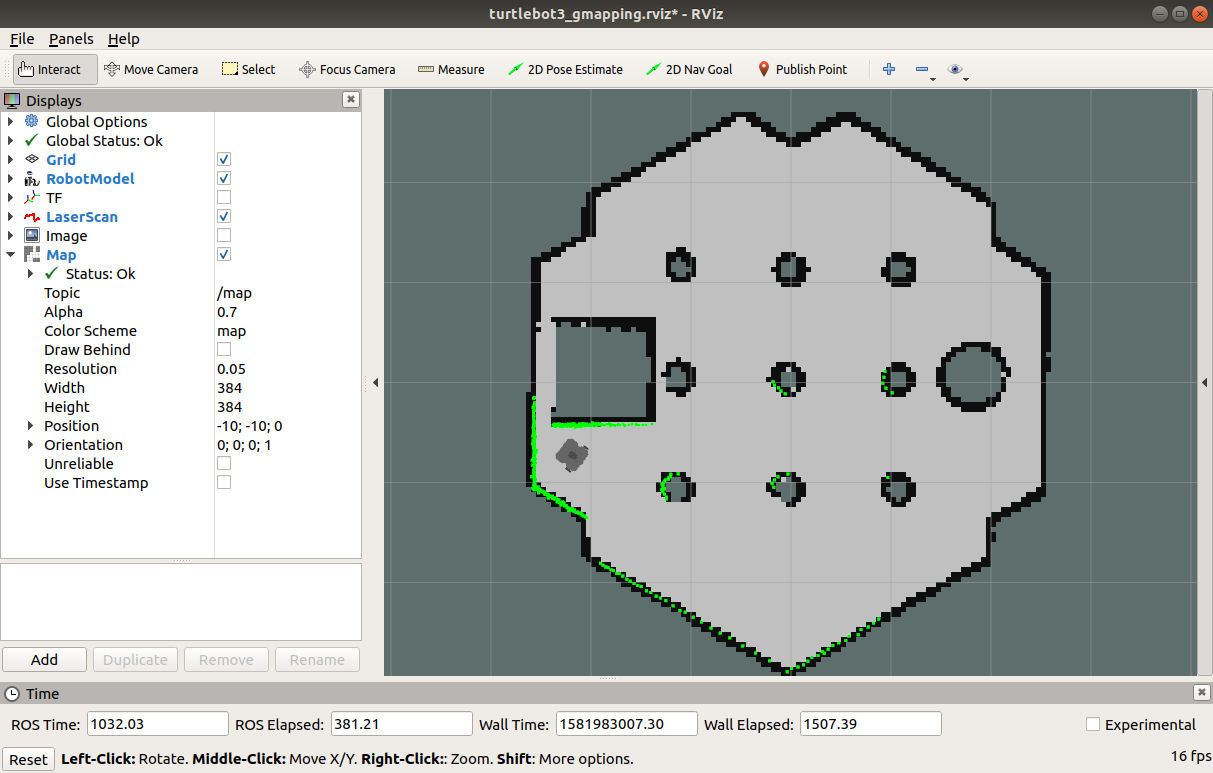 turtlebot3_gmapping.rviz* - RViz
File Panels Help
Interact Move Camera Select Focus Camera Measure 2D Pose Estimate 2D Nav Goal Publish Point
Displays
Global Options
Global Status: Ok
Grid
RobotModel
TF
LaserScan
Image
Map
Status: Ok
Topic /map
Alpha 0.7
Color Scheme map
Draw Behind
Resolution 0.05
Width 384
Height 384
Position -10; -10; 0
Orientation 0; 0; 0; 1
Unreliable
Use Timestamp
Add Duplicate Remove Rename
Time
ROS Time: 1032.03 ROS Elapsed: 381.21 Wall Time: 1581983007.30 Wall Elapsed: 1507.39 Experimental
Reset Left-Click: Rotate. Middle-Click: Move X/Y. Right-Click:: Zoom. Shift: More options. 16 fps